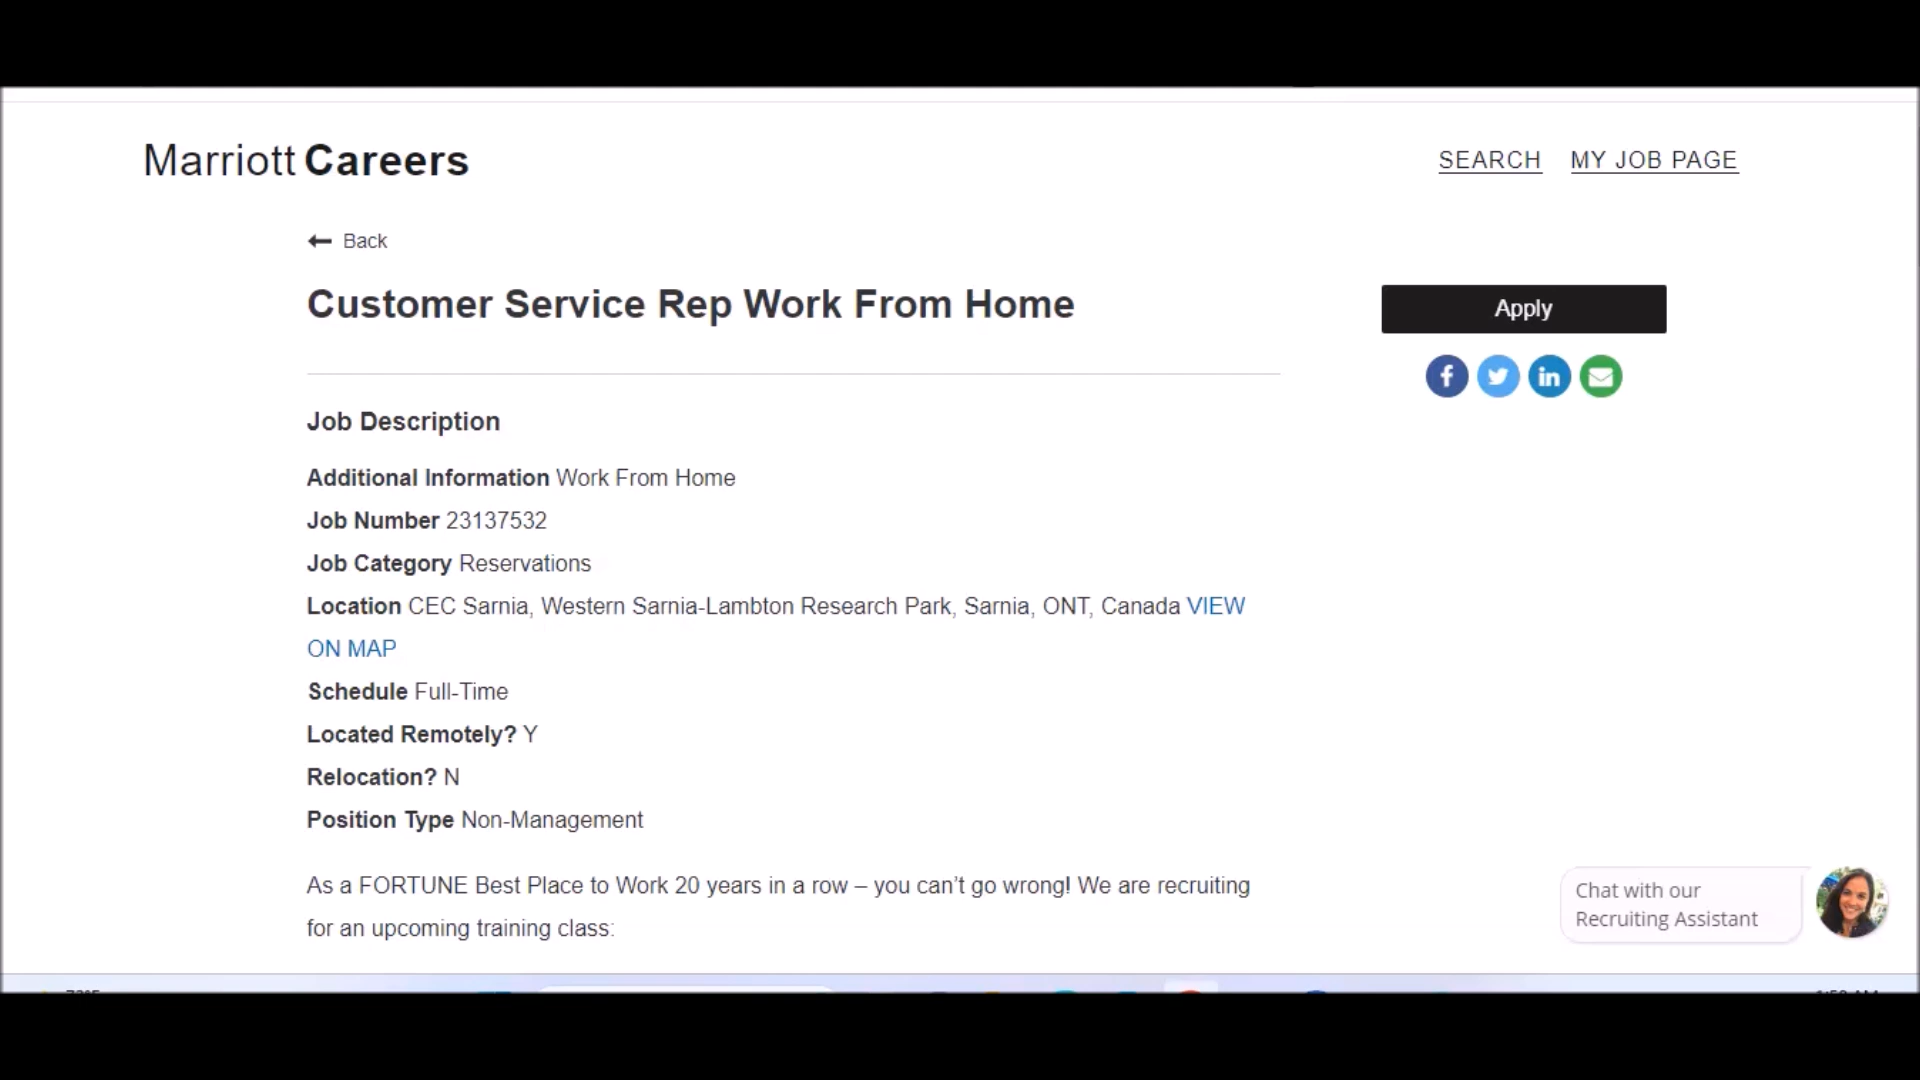 Marriott Careers
SEARCH MY JOB PAGE
Back
Customer Service Rep Work From Home
Apply
Job Description
Additional Information Work From Home
Job Number 23137532
Job Category Reservations
Location CEC Sarnia, Western Sarnia-Lambton Research Park, Sarnia, ONT, Canada VIEW
ON MAP
Schedule Full-Time
Located Remotely? Y
Relocation? N
Position Type Non-Management
As a FORTUNE Best Place to Work 20 years in a row – you can’t go wrong! We are recruiting
for an upcoming training class:
Chat with our
Recruiting Assistant